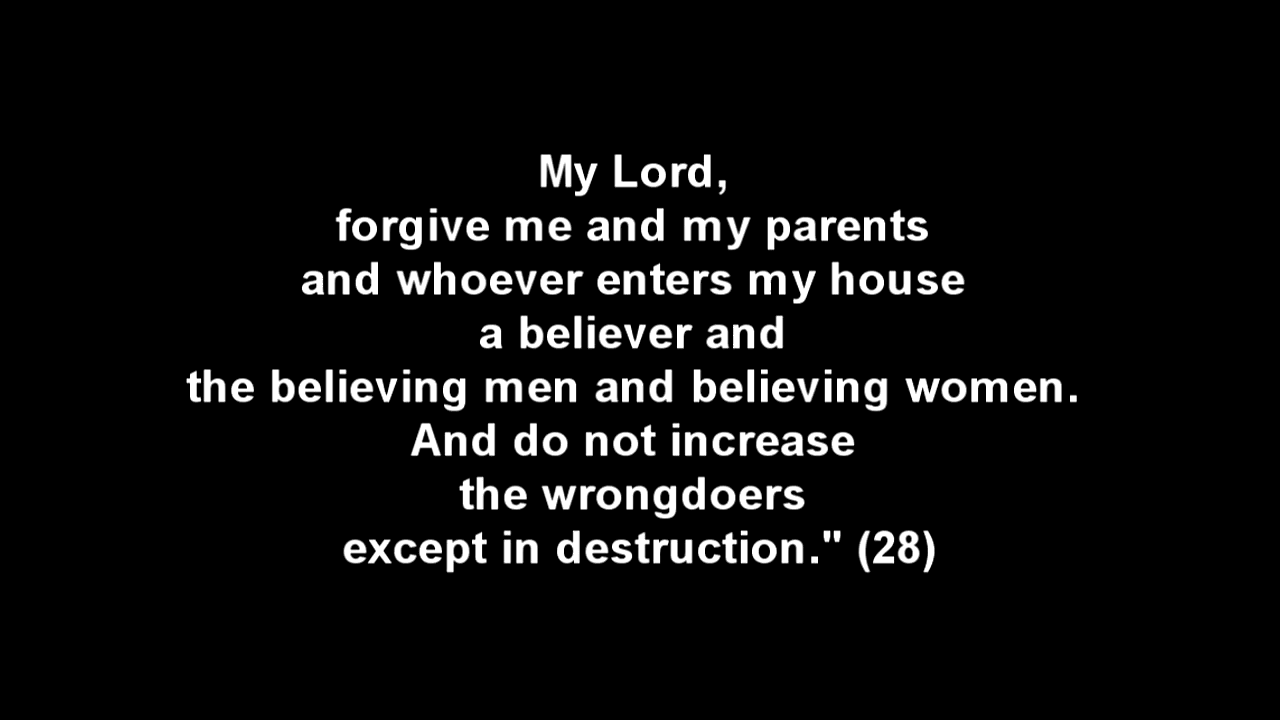 My Lord,
forgive me and my parents
and whoever enters my house
a believer and
the believing men and believing women.
And do not increase
the wrongdoers
except in destruction." (28)